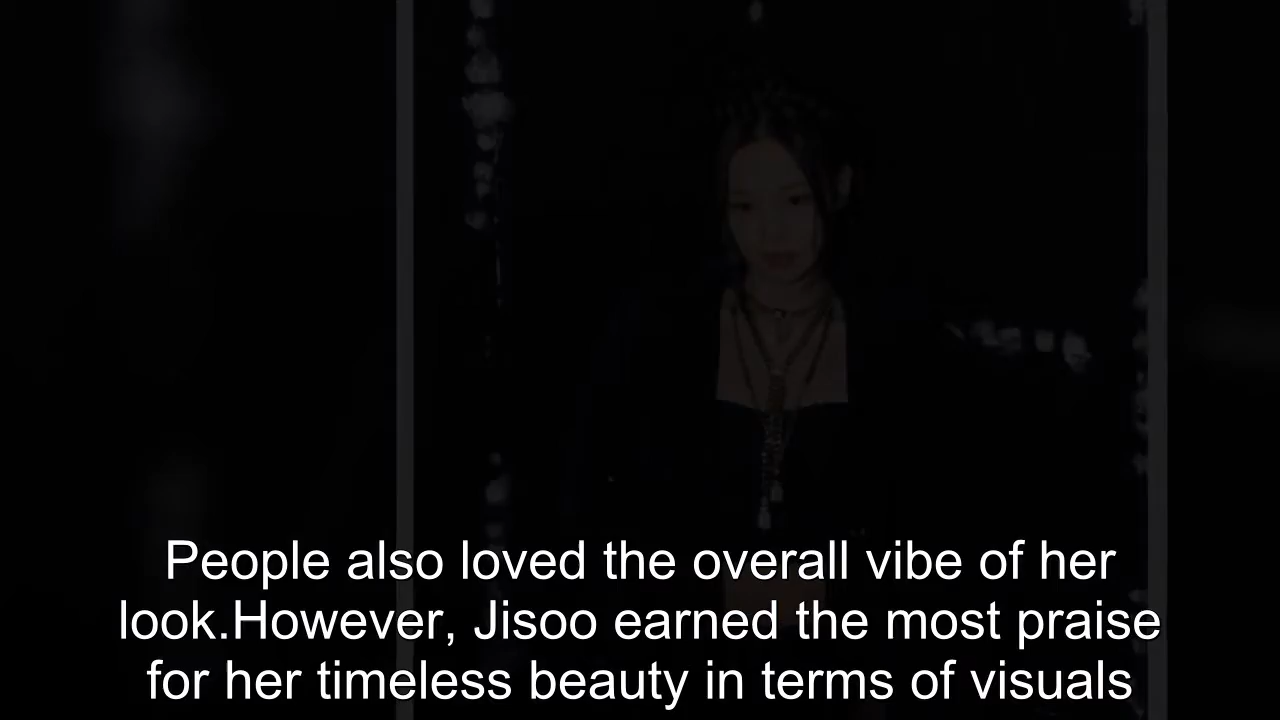 People also loved the overall vibe of her
look.However, Jisoo earned the most praise
for her timeless beauty in terms of visuals